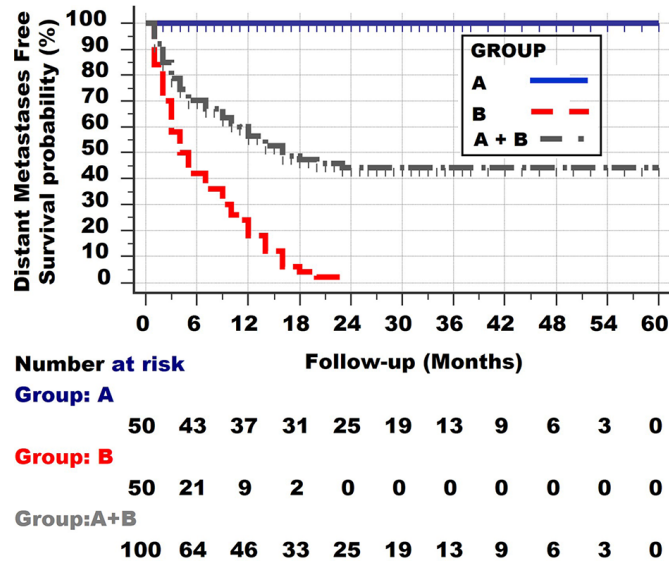 Distant Metastases Free
Survival probability (%)
100
90
80
70
60
50
40
30
20
10
0
GROUP
A
B
A + B
0 6 12 18 24 30 36 42 48 54 60
Follow-up (Months)
Number at risk
Group: A
50 43 37 31 25 19 13 9 6 3 0
Group: B
50 21 9 2 0 0 0 0 0 0 0
Group:A+B
100 64 46 33 25 19 13 9 6 3 0